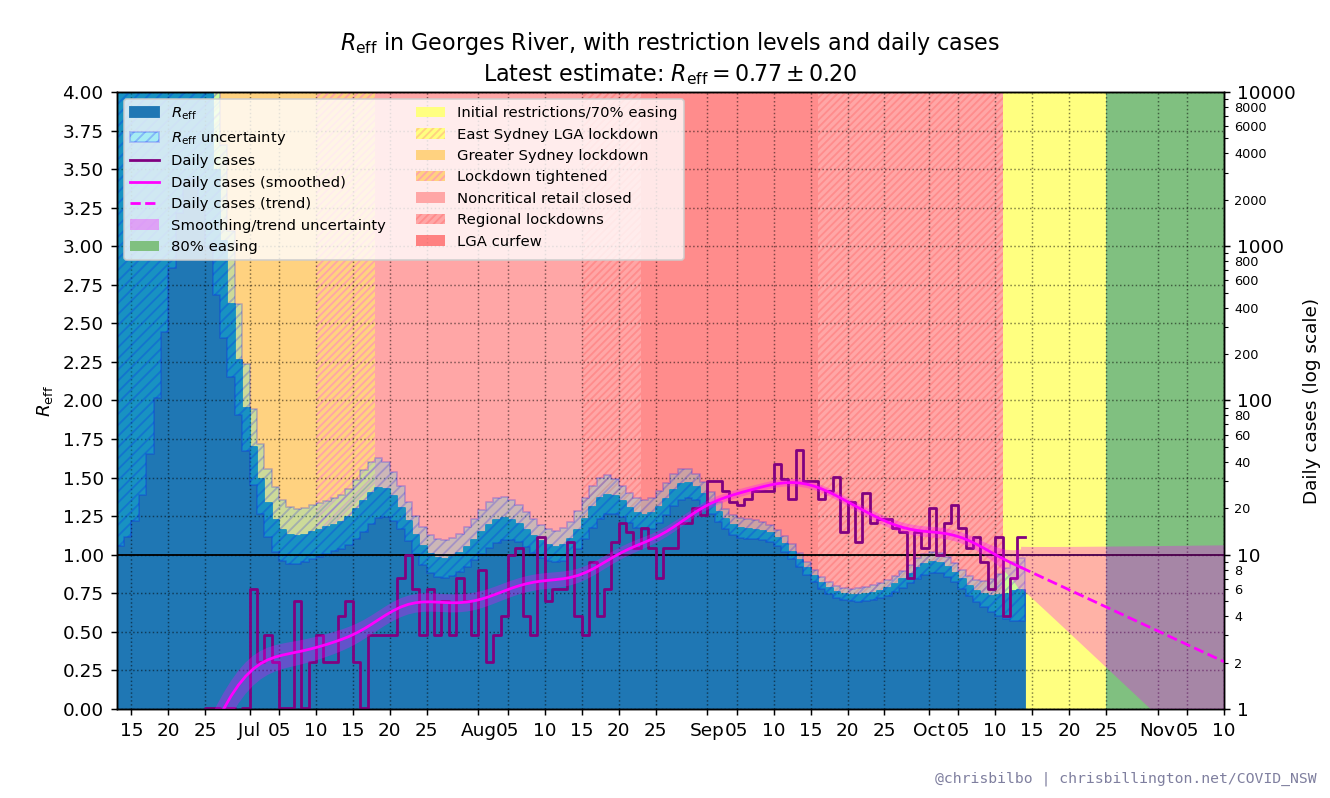 R_eff in Georges River, with restriction levels and daily cases
Latest estimate: R_eff = 0.77 ± 0.20
R_eff
R_eff uncertainty
Daily cases
Daily cases (smoothed)
Daily cases (trend)
Smoothing/trend uncertainty
80% easing
Initial restrictions/70% easing
East Sydney LGA lockdown
Greater Sydney lockdown
Lockdown tightened
Noncritical retail closed
Regional lockdowns
LGA curfew
R_eff
4.00
3.75
3.50
3.25
3.00
2.75
2.50
2.25
2.00
1.75
1.50
1.25
1.00
0.75
0.50
0.25
0.00
15 20 25 Jul 05 10 15 20 25 Aug 05 10 15 20 25 Sep 05 10 15 20 25 Oct 05 10 15 20 25 Nov 05 10
10000
8000
6000
4000
2000
1000
800
600
400
200
100
80
60
40
20
10
8
6
4
2
1
Daily cases (log scale)
@chrisbilbo | chrisbillington.net/COVID_NSW